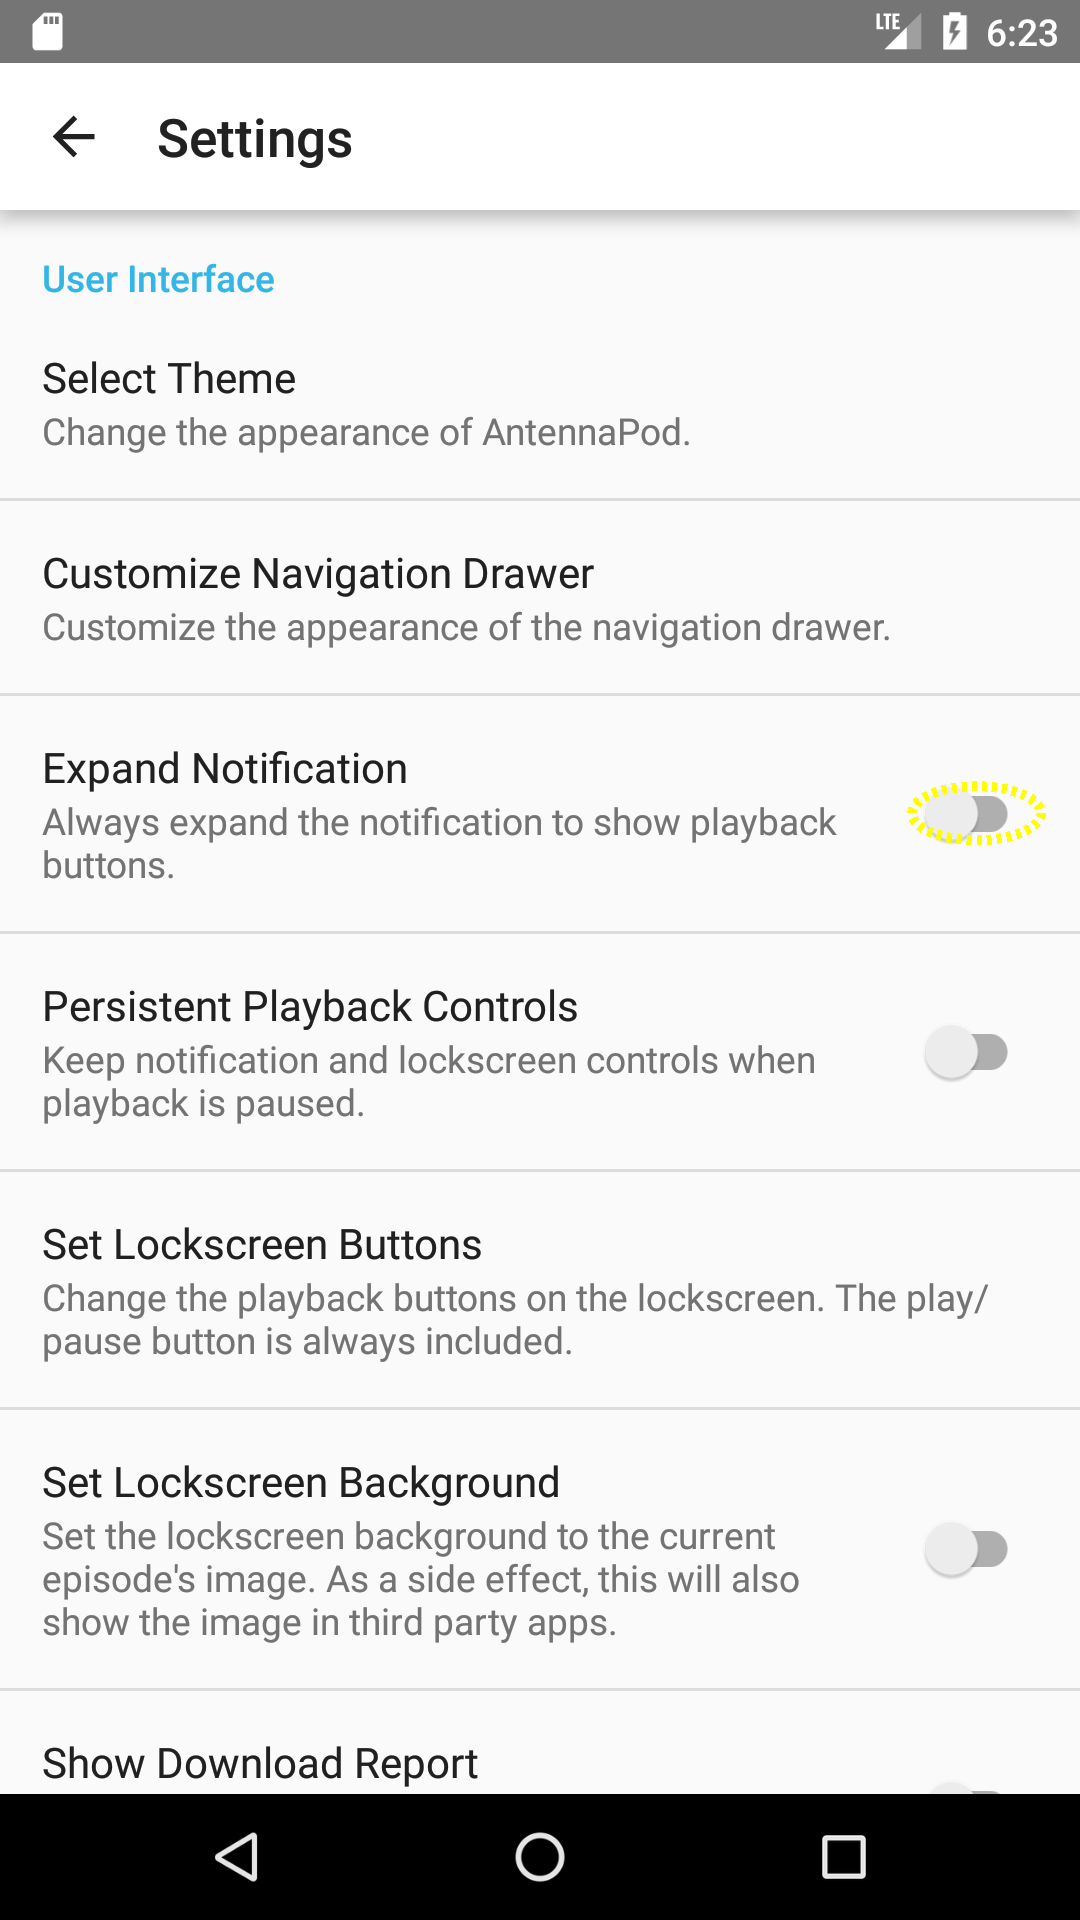 LTE 6:23
Settings
User Interface
Select Theme
Change the appearance of AntennaPod.
Customize Navigation Drawer
Customize the appearance of the navigation drawer.
Expand Notification
Always expand the notification to show playback
buttons.
Persistent Playback Controls
Keep notification and lockscreen controls when
playback is paused.
Set Lockscreen Buttons
Change the playback buttons on the lockscreen. The play/
pause button is always included.
Set Lockscreen Background
Set the lockscreen background to the current
episode's image. As a side effect, this will also
show the image in third party apps.
Show Download Report